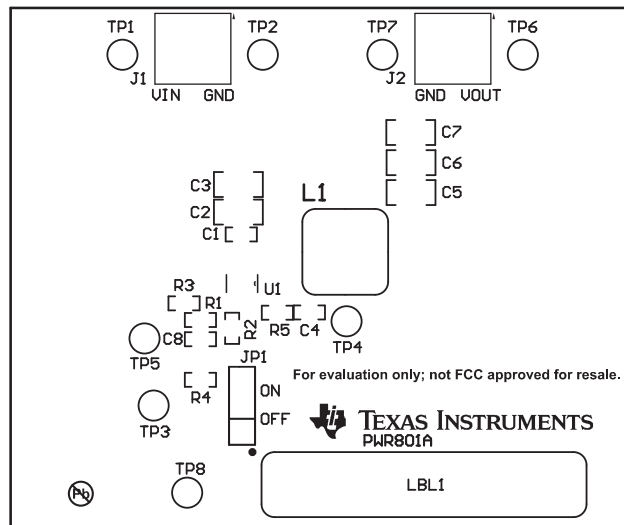 TP1
TP2
TP7
TP6
J1
J2
VIN GND
GND VOUT
C7
C6
C5
C3
C2
C1
L1
U1
R3
R1
R2
R5
C4
C8
TP5
TP4
JP1
For evaluation only; not FCC approved for resale.
R4
ON
OFF
TP3
TEXAS INSTRUMENTS
PWR801A
TP8
Pb
LBL1